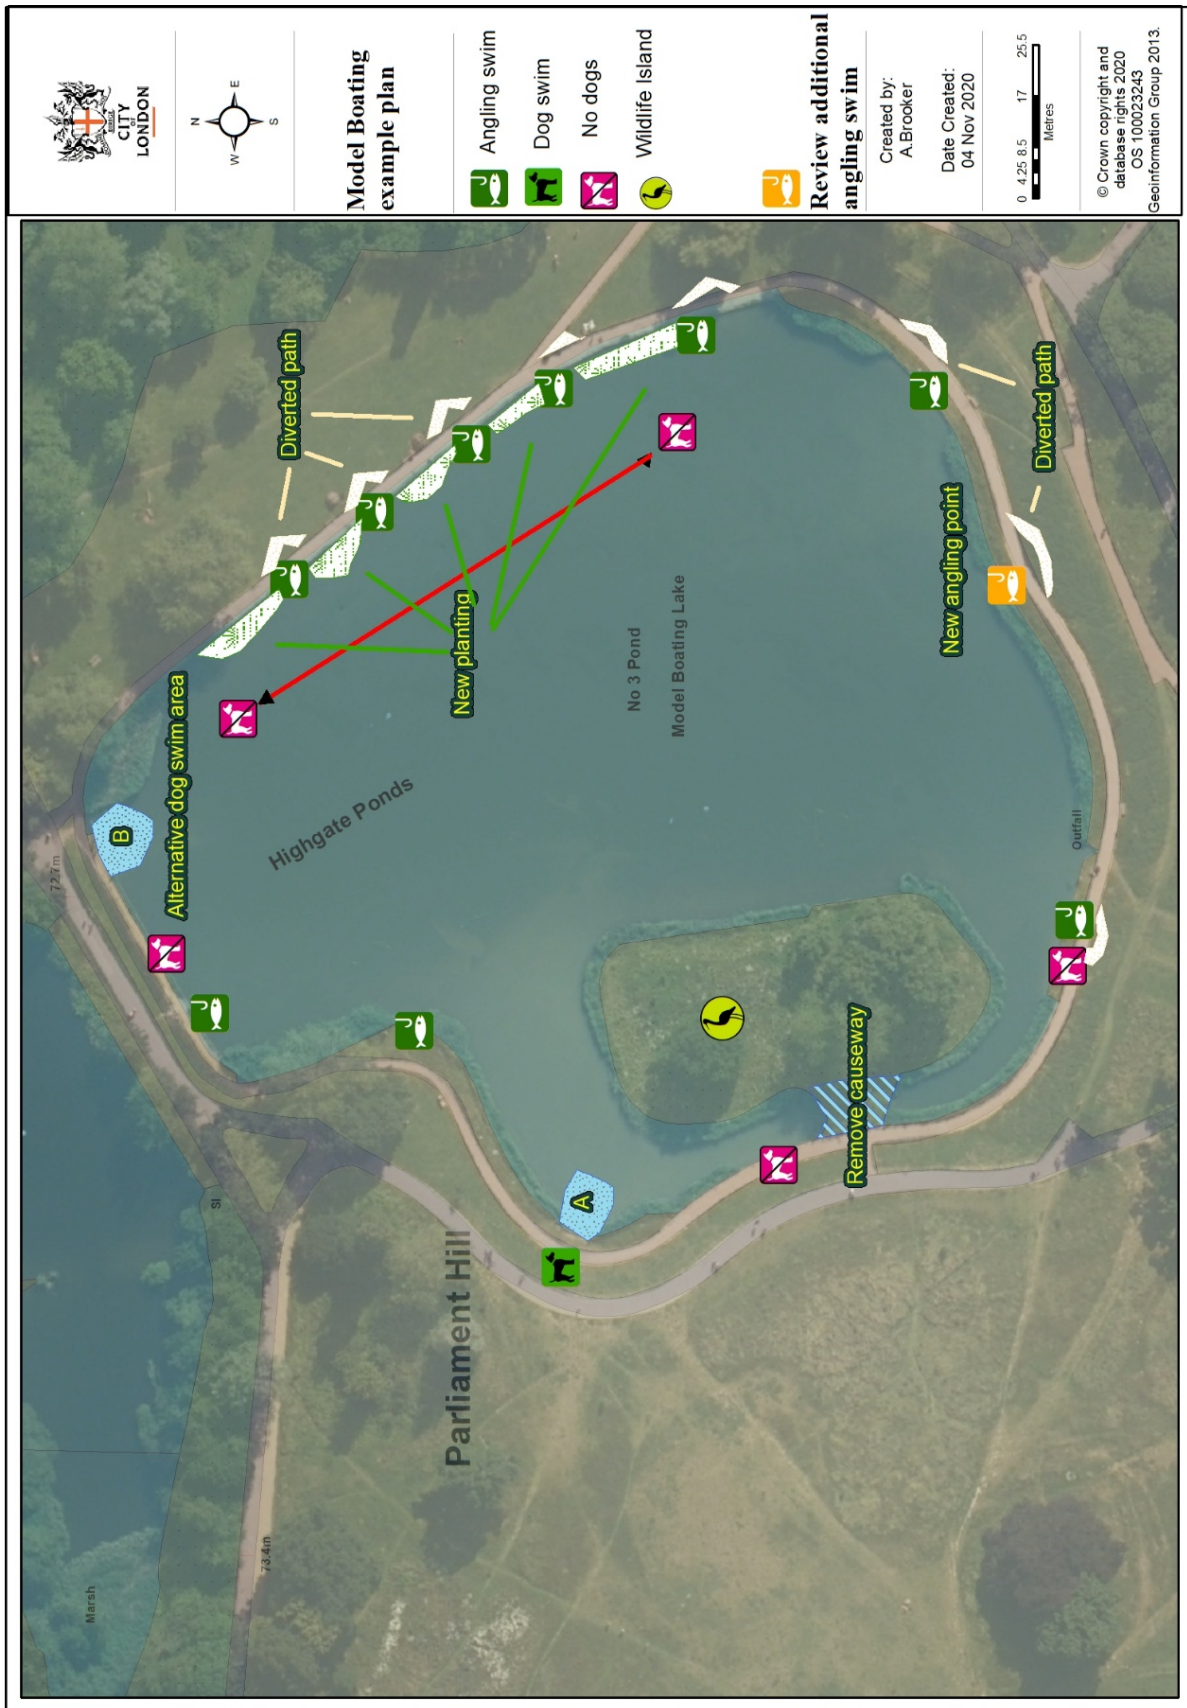 CITY
OF
LONDON
N
W
E
S
Model Boating
example plan
Angling swim
Dog swim
No dogs
Wildlife Island
Review additional
angling swim
Created by:
A.Brooker
Date Created:
04 Nov 2020
0 4.25 8.5 17 25.5
Metres
© Crown copyright and
database rights 2020
OS 100023243
Geoinformation Group 2013.
Marsh
73.4m
72.7m
SI
Parliament Hill
Highgate Ponds
B
Alternative dog swim area
Diverted path
New planting
A
No 3 Pond
Model Boating Lake
Remove causeway
New angling point
Diverted path
Outfall